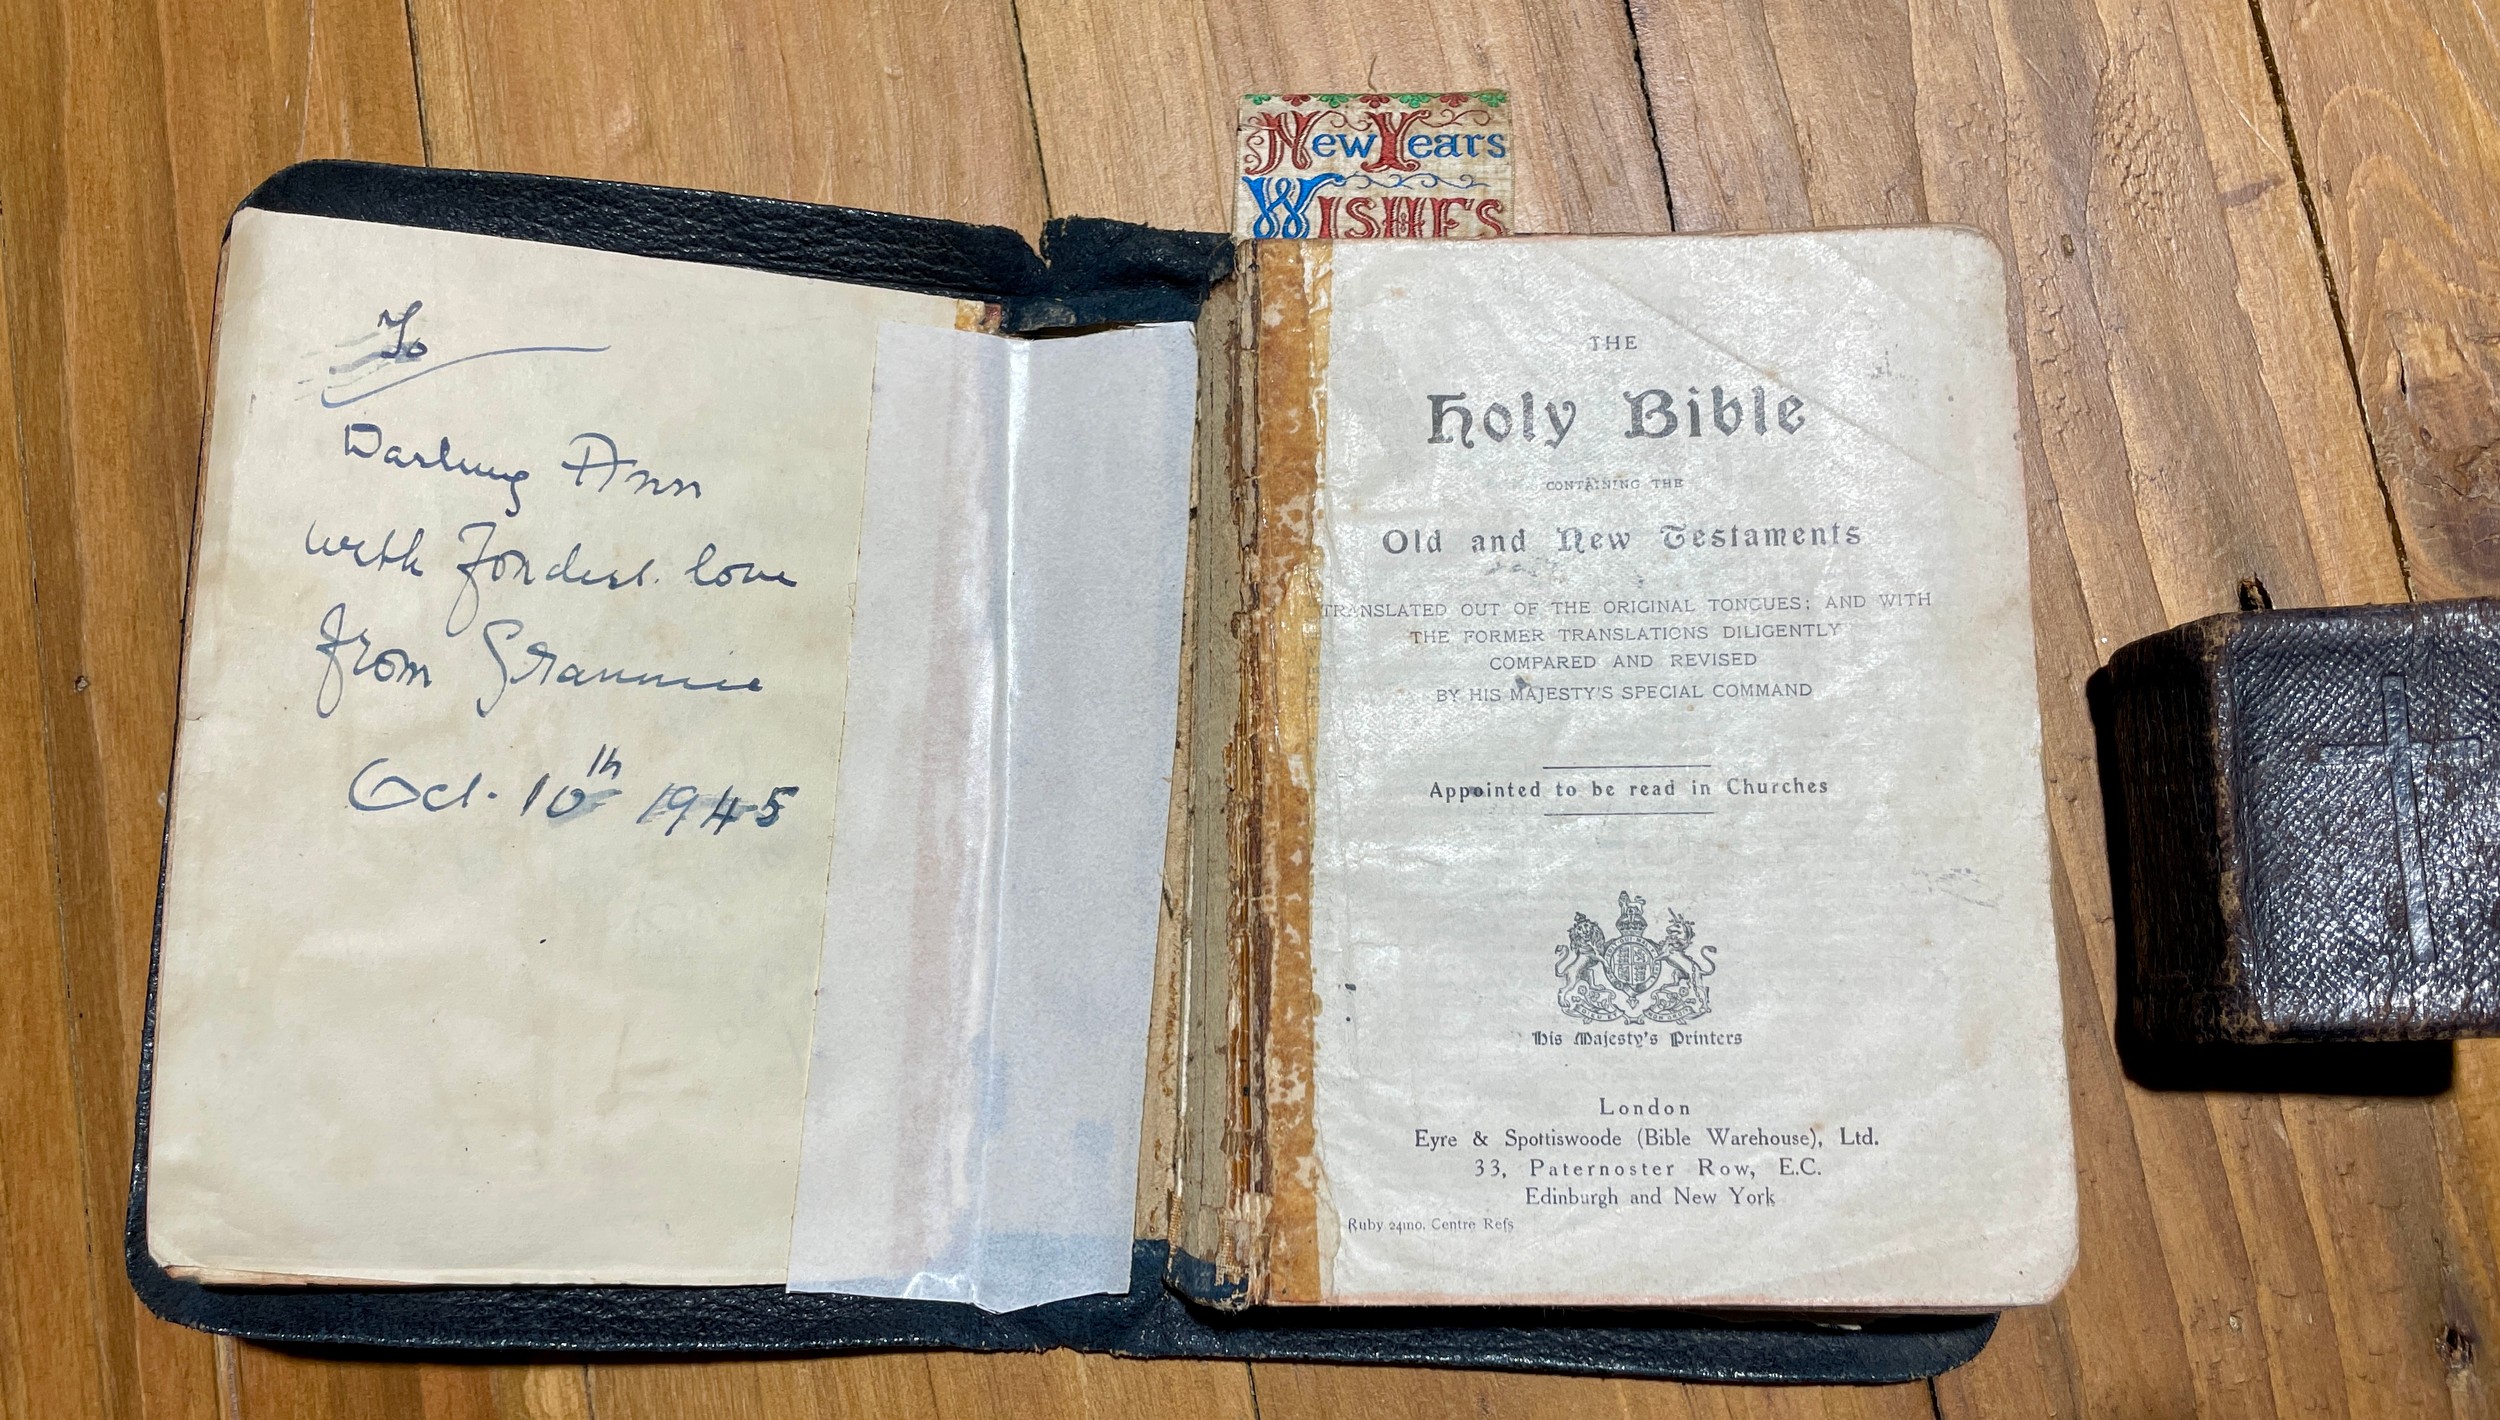 To
Darling Ann
with fondest love
from Grannie
Oct. 10th 1945
New Years
Wishes
THE
Holy Bible
CONTAINING THE
Old and New Testaments
TRANSLATED OUT OF THE ORIGINAL TONGUES; AND WITH
THE FORMER TRANSLATIONS DILIGENTLY
COMPARED AND REVISED
BY HIS MAJESTY'S SPECIAL COMMAND
Appointed to be read in Churches
His Majesty's Printers
London
Eyre & Spottiswoode (Bible Warehouse), Ltd.
33, Paternoster Row, E.C.
Edinburgh and New York
Ruby 24mo. Centre Refs